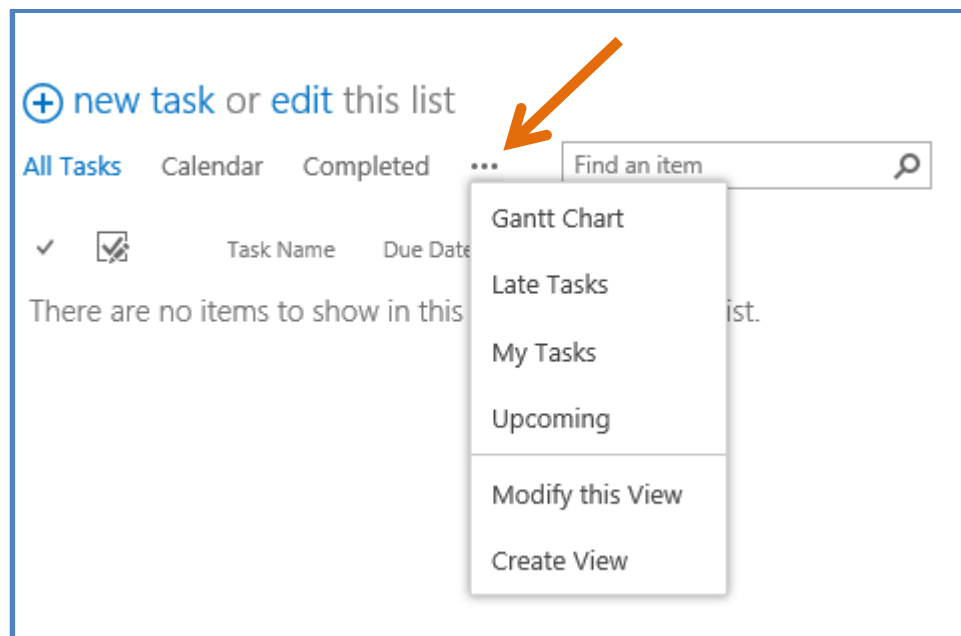 new task or edit this list
All Tasks Calendar Completed ... Find an item
Gantt Chart
Task Name Due Date
Late Tasks
There are no items to show in this ist.
My Tasks
Upcoming
Modify this View
Create View